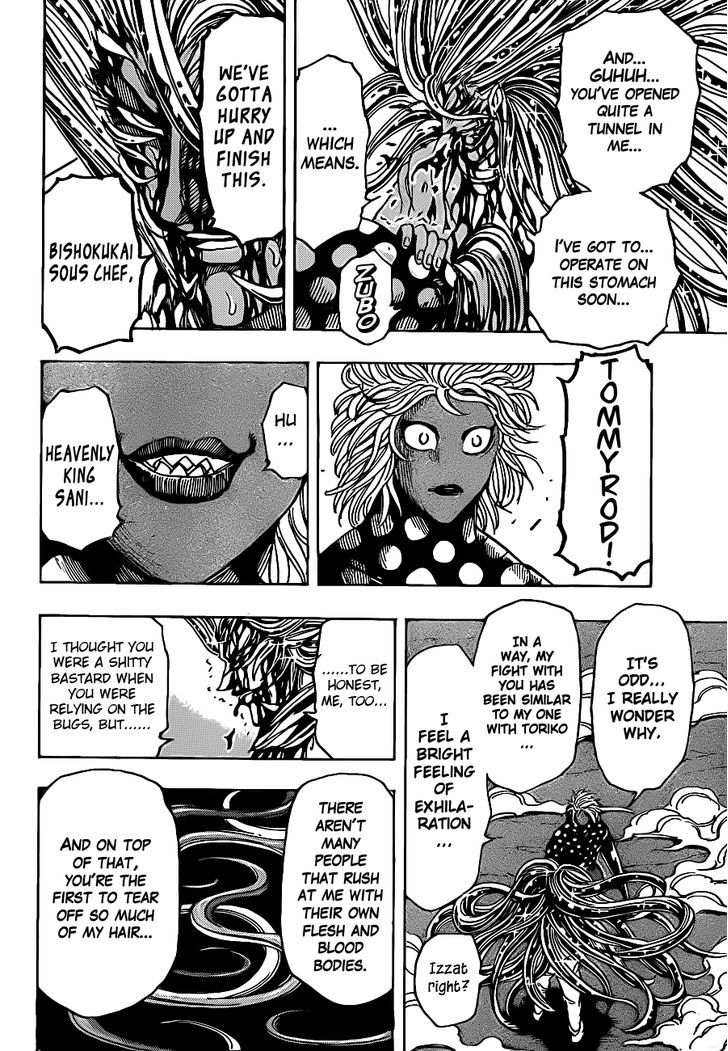 AND...
GUHUH...
YOU'VE OPENED
QUITE A
TUNNEL IN
ME...
I'VE GOT TO...
OPERATE ON
THIS STOMACH
SOON...
...
WHICH
MEANS.
ZUBO
WE'VE
GOTTA
HURRY
UP AND
FINISH
THIS.
BISHOKUKAI
SOUS CHEF,
TOMMYROD!
HU
...
HEAVENLY
KING
SANI...
IT'S
ODD...
I REALLY
WONDER
WHY.
IN A
WAY, MY
FIGHT WITH
YOU HAS
BEEN SIMILAR
TO MY ONE
WITH TORIKO
...
I
FEEL A
BRIGHT
FEELING
OF
EXHILA-
RATION
...
Izzat
right?
......TO BE
HONEST,
ME, TOO...
I THOUGHT YOU
WERE A SHITTY
BASTARD WHEN
YOU WERE
RELYING ON THE
BUGS, BUT......
THERE
AREN'T
MANY
PEOPLE
THAT RUSH
AT ME WITH
THEIR OWN
FLESH AND
BLOOD
BODIES.
AND ON TOP
OF THAT,
YOU'RE THE
FIRST TO TEAR
OFF SO MUCH
OF MY HAIR...